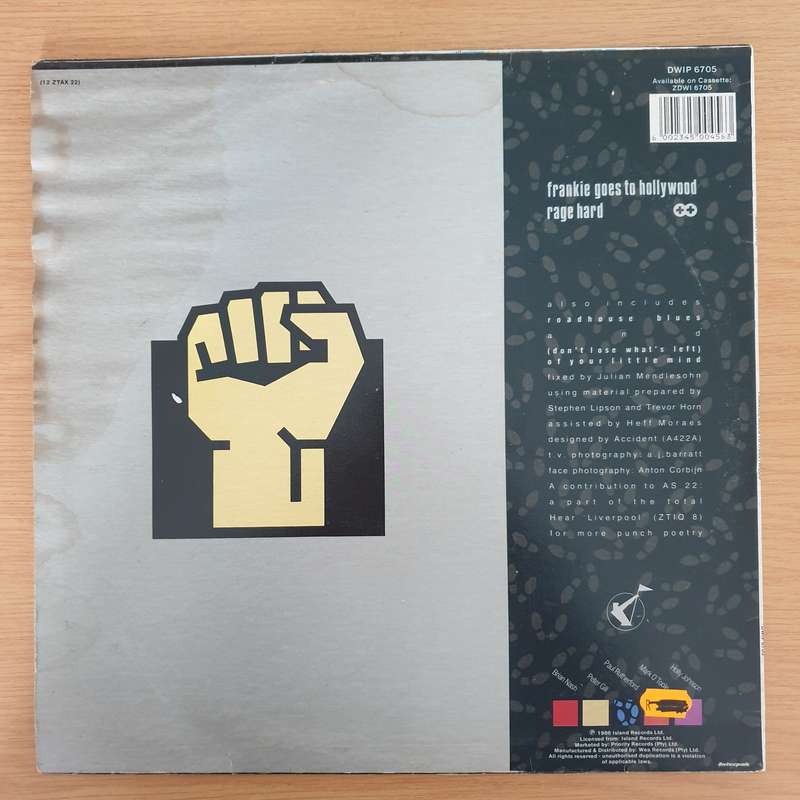 (12 ZTAX 22)
DWIP 6705
Available on Cassette:
ZDWI 6705
6 002345 004563
frankie goes to hollywood
rage hard ++
also includes
roadhouse blues
and
(don't lose what's left)
of your little mind
fixed by Julian Mendlesohn
using material prepared by
Stephen Lipson and Trevor Horn
assisted by Heff Moraes
designed by Accident (A422A)
t.v. photography: a.j.barratt
face photography: Anton Corbijn
A contribution to AS 22:
a part of the total
Hear 'Liverpool' (ZTIQ 8)
for more punch poetry
Brian Nash
Peter Gill
Paul Rutherford
Mark O'Toole
Holly Johnson
℗ 1986 Island Records Ltd.
Licensed from: Island Records Ltd.
Marketed by: Priority Records (Pty) Ltd.
Manufactured & Distributed by: Wea Records (Pty) Ltd.
All rights reserved - unauthorised duplication is a violation
of applicable laws.